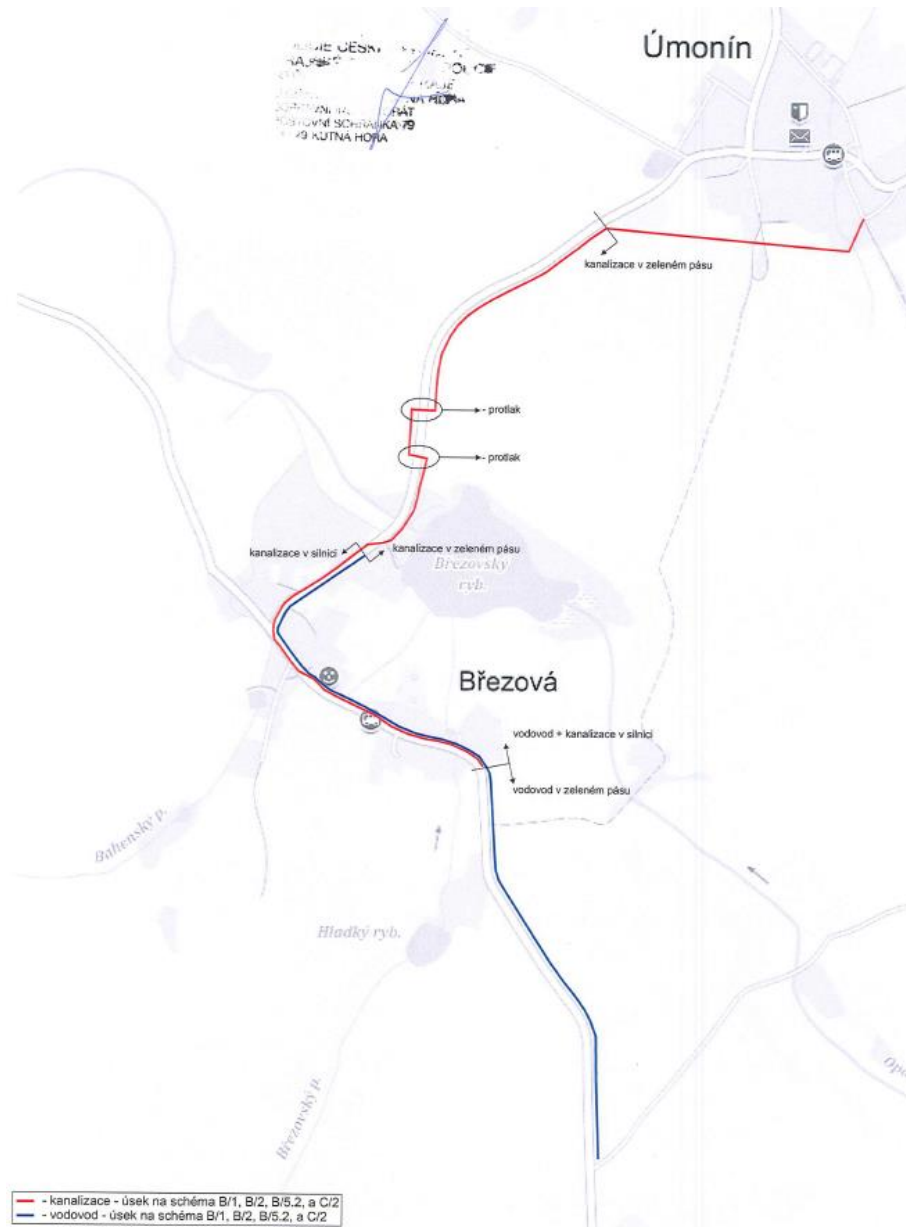 Úmonín
KUTNÁ HORA
kanalizace v zeleném pásu
- protlak
- protlak
kanalizace v silnici
kanalizace v zeleném pásu
Březovský
ryb.
Březová
vodovod + kanalizace v silnici
vodovod v zeleném pásu
Bahenský p.
Hladký ryb.
Březovský p.
- kanalizace - úsek na schéma B/1, B/2, B/5.2, a C/2
- vodovod - úsek na schéma B/1, B/2, B/5.2, a C/2